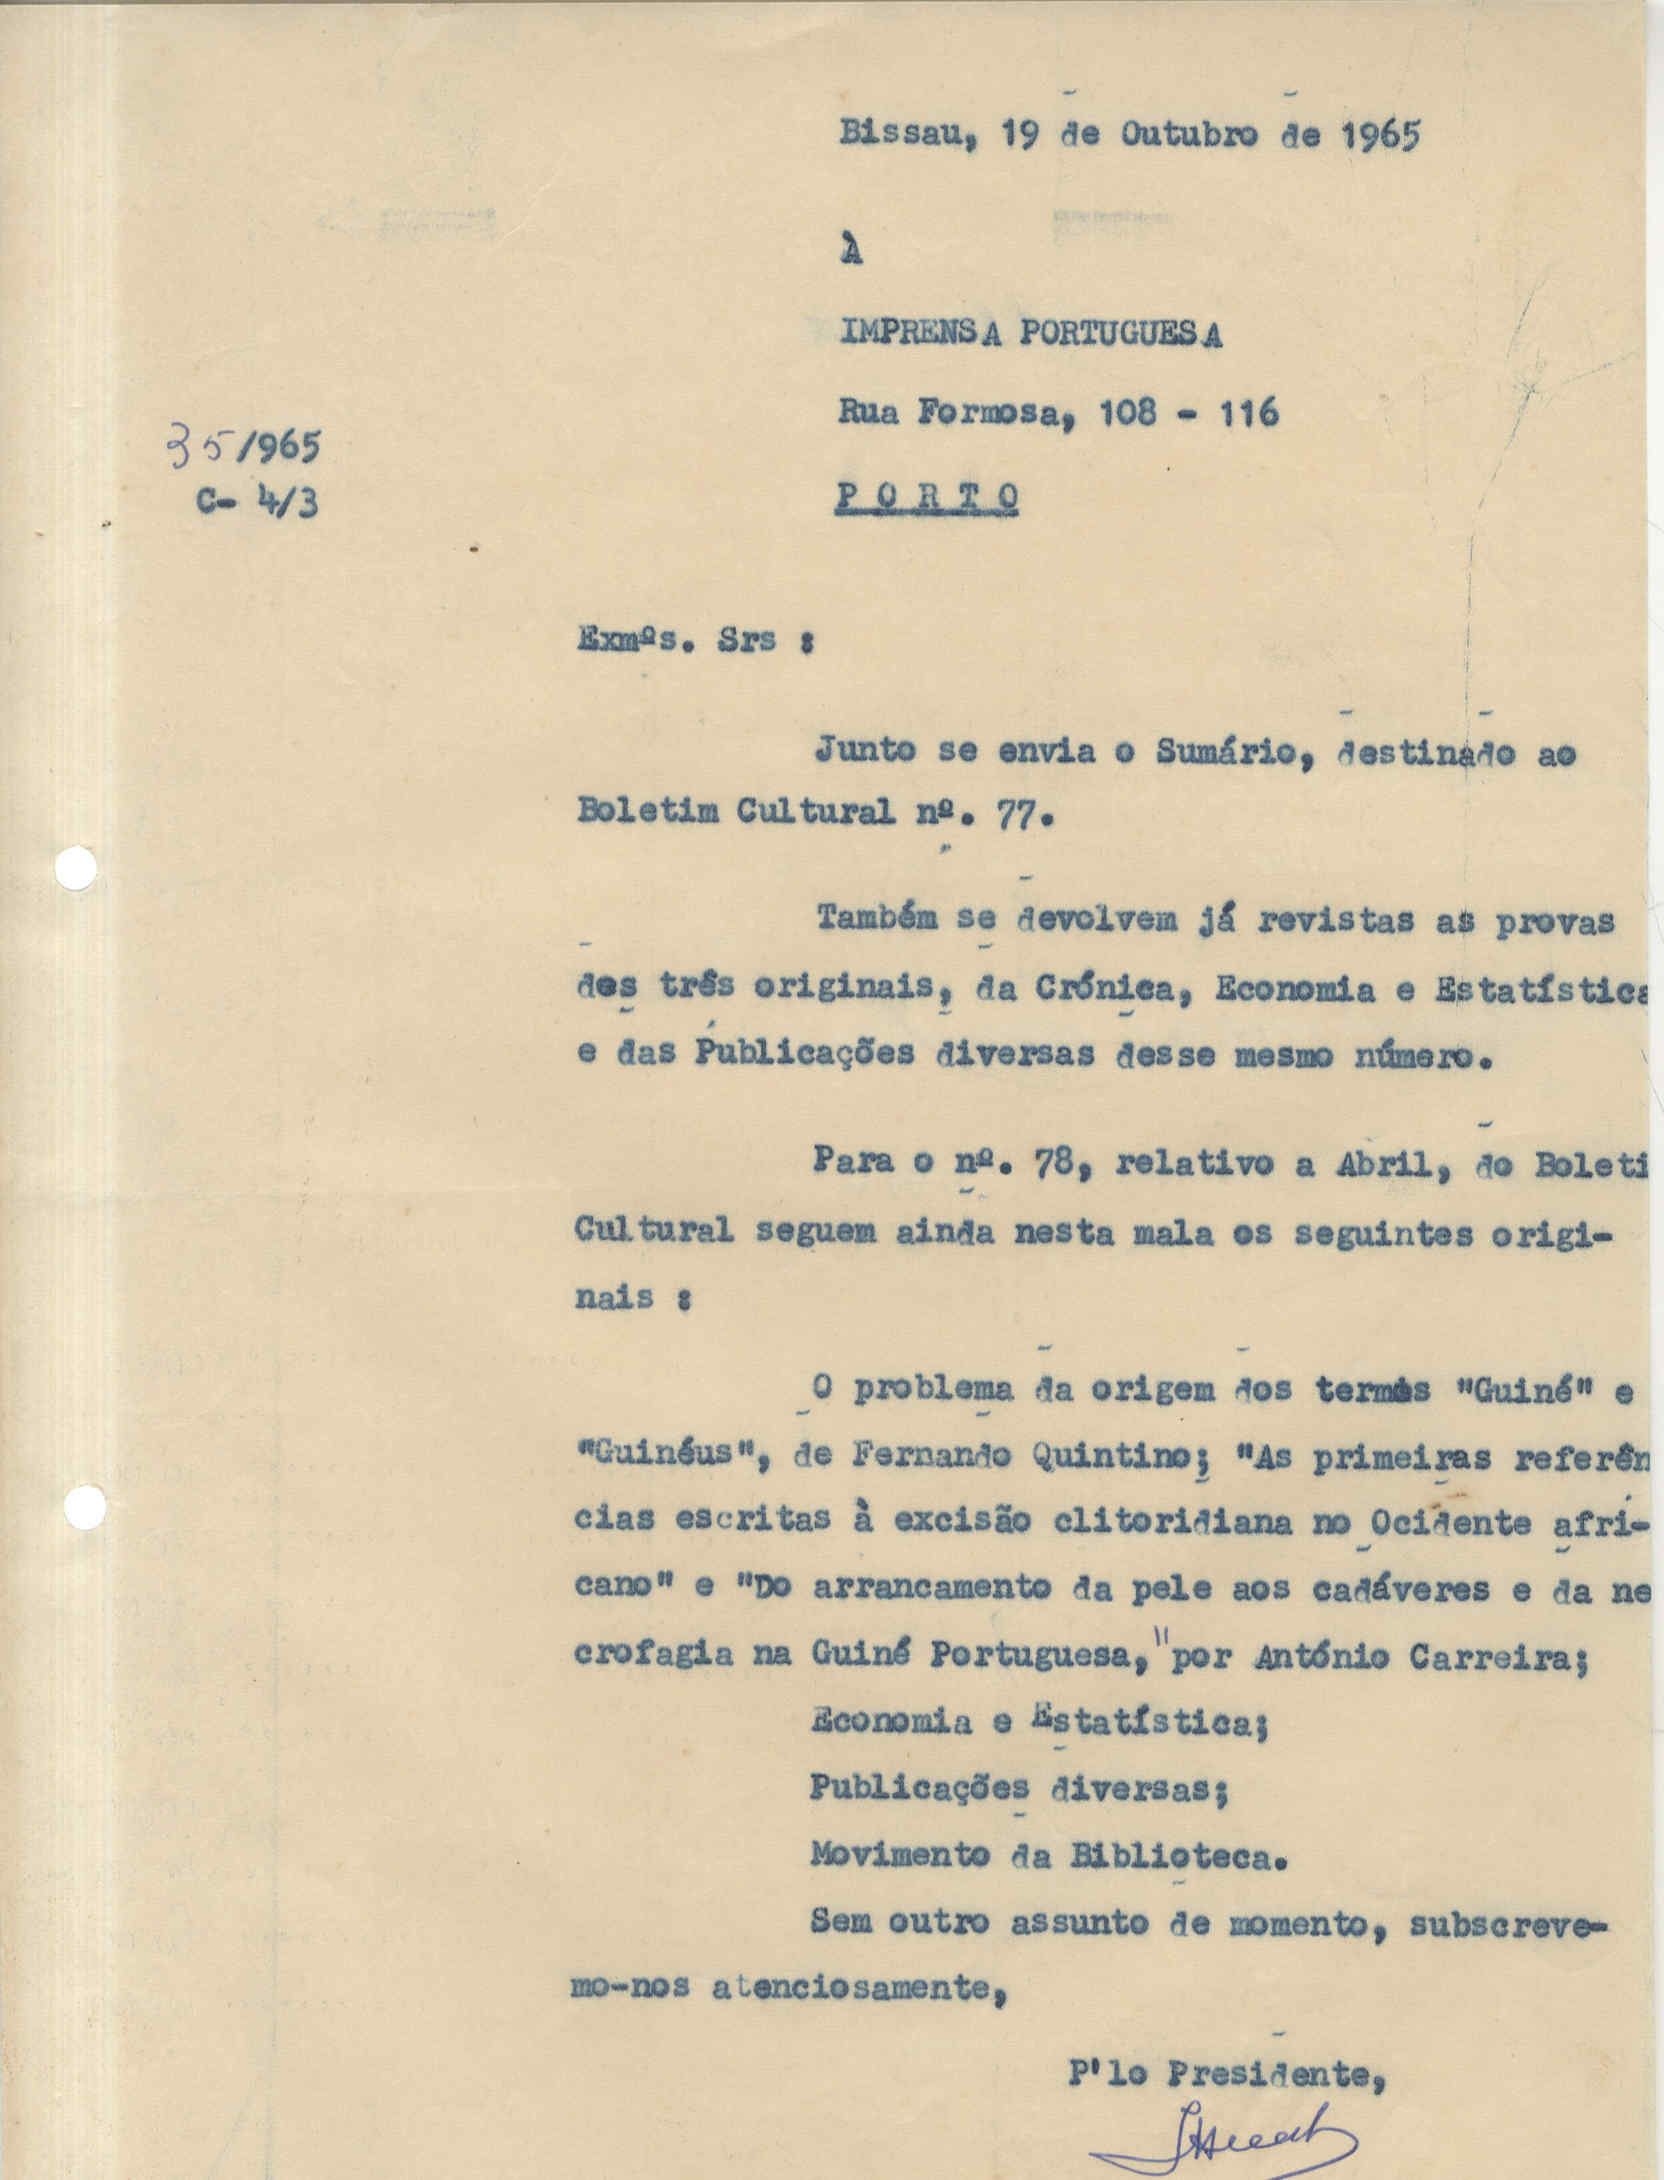 Bissau, 19 de Outubro de 1965
À
IMPRENSA PORTUGUESA
Rua Formosa, 108 - 116
35/965
C- 4/3
PORTO
Exmºs. Srs :
Junto se envia o Sumário, destinado ao
Boletim Cultural nº. 77.
Também se devolvem já revistas as provas
dos três originais, da Crónica, Economia e Estatística
e das Publicações diversas desse mesmo número.
Para o nº. 78, relativo a Abril, do Boleti
Cultural seguem ainda nesta mala os seguintes origi-
nais :
O problema da origem dos termos "Guiné" e
"Guinéus", de Fernando Quintino; "As primeiras referên
cias escritas à excisão clitoridiana no Ocidente afri-
cano" e "Do arrancamento da pele aos cadáveres e da ne
crofagia na Guiné Portuguesa," por António Carreira;
Economia e Estatística;
Publicações diversas;
Movimento da Biblioteca.
Sem outro assunto de momento, subscreve-
mo-nos atenciosamente,
P'lo Presidente,